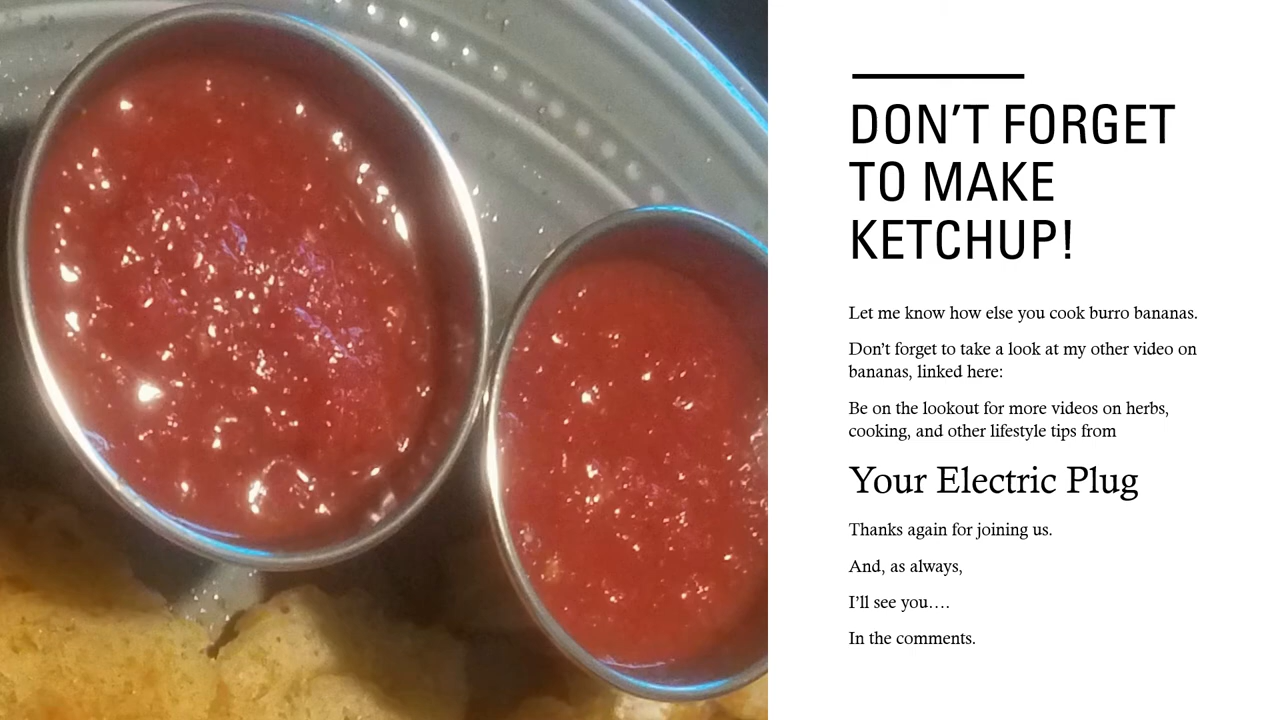 DON’T FORGET
TO MAKE
KETCHUP!
Let me know how else you cook burro bananas.
Don’t forget to take a look at my other video on
bananas, linked here:
Be on the lookout for more videos on herbs,
cooking, and other lifestyle tips from
Your Electric Plug
Thanks again for joining us.
And, as always,
I’ll see you….
In the comments.